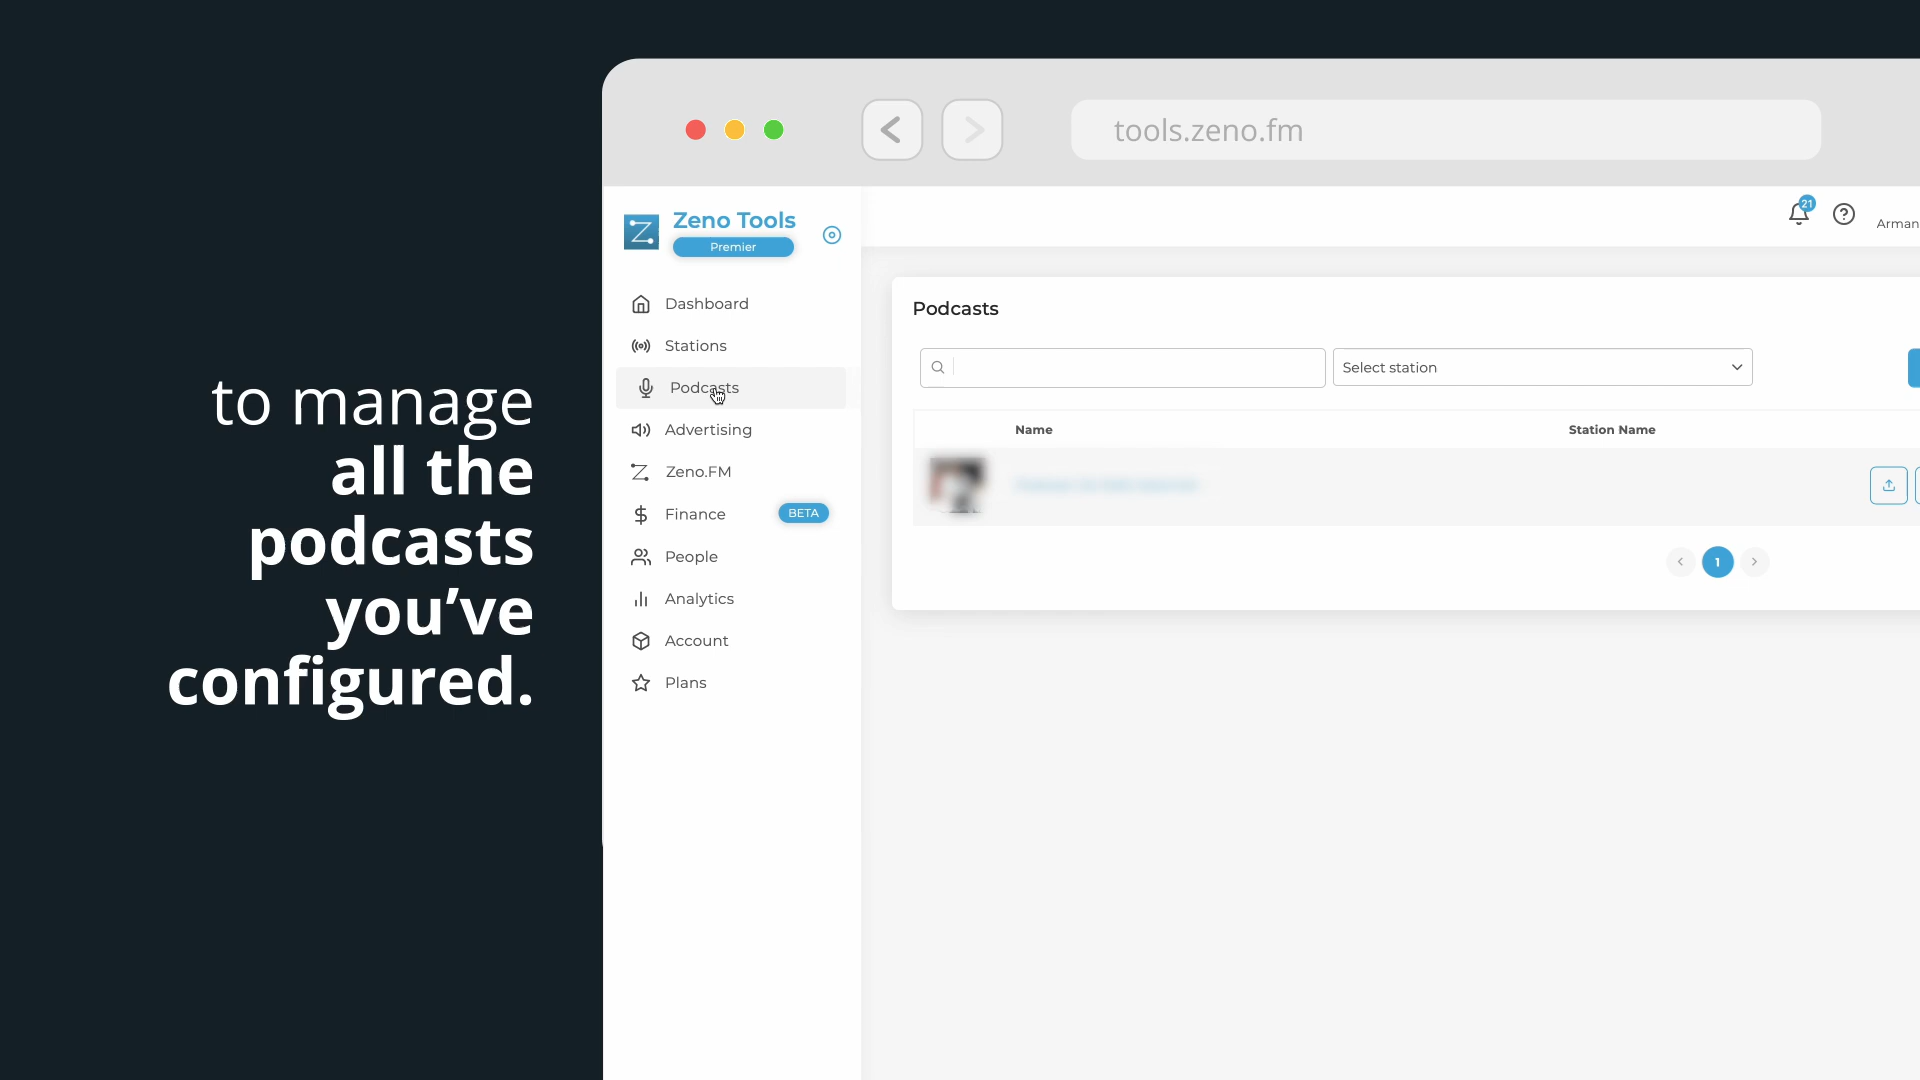 to manage
all the
podcasts
you’ve
configured.
tools.zeno.fm
Zeno Tools
Premier
21
Arman
Dashboard
Stations
Podcasts
Advertising
Zeno.FM
Finance BETA
People
Analytics
Account
Plans
Podcasts
Select station
Name Station Name
1